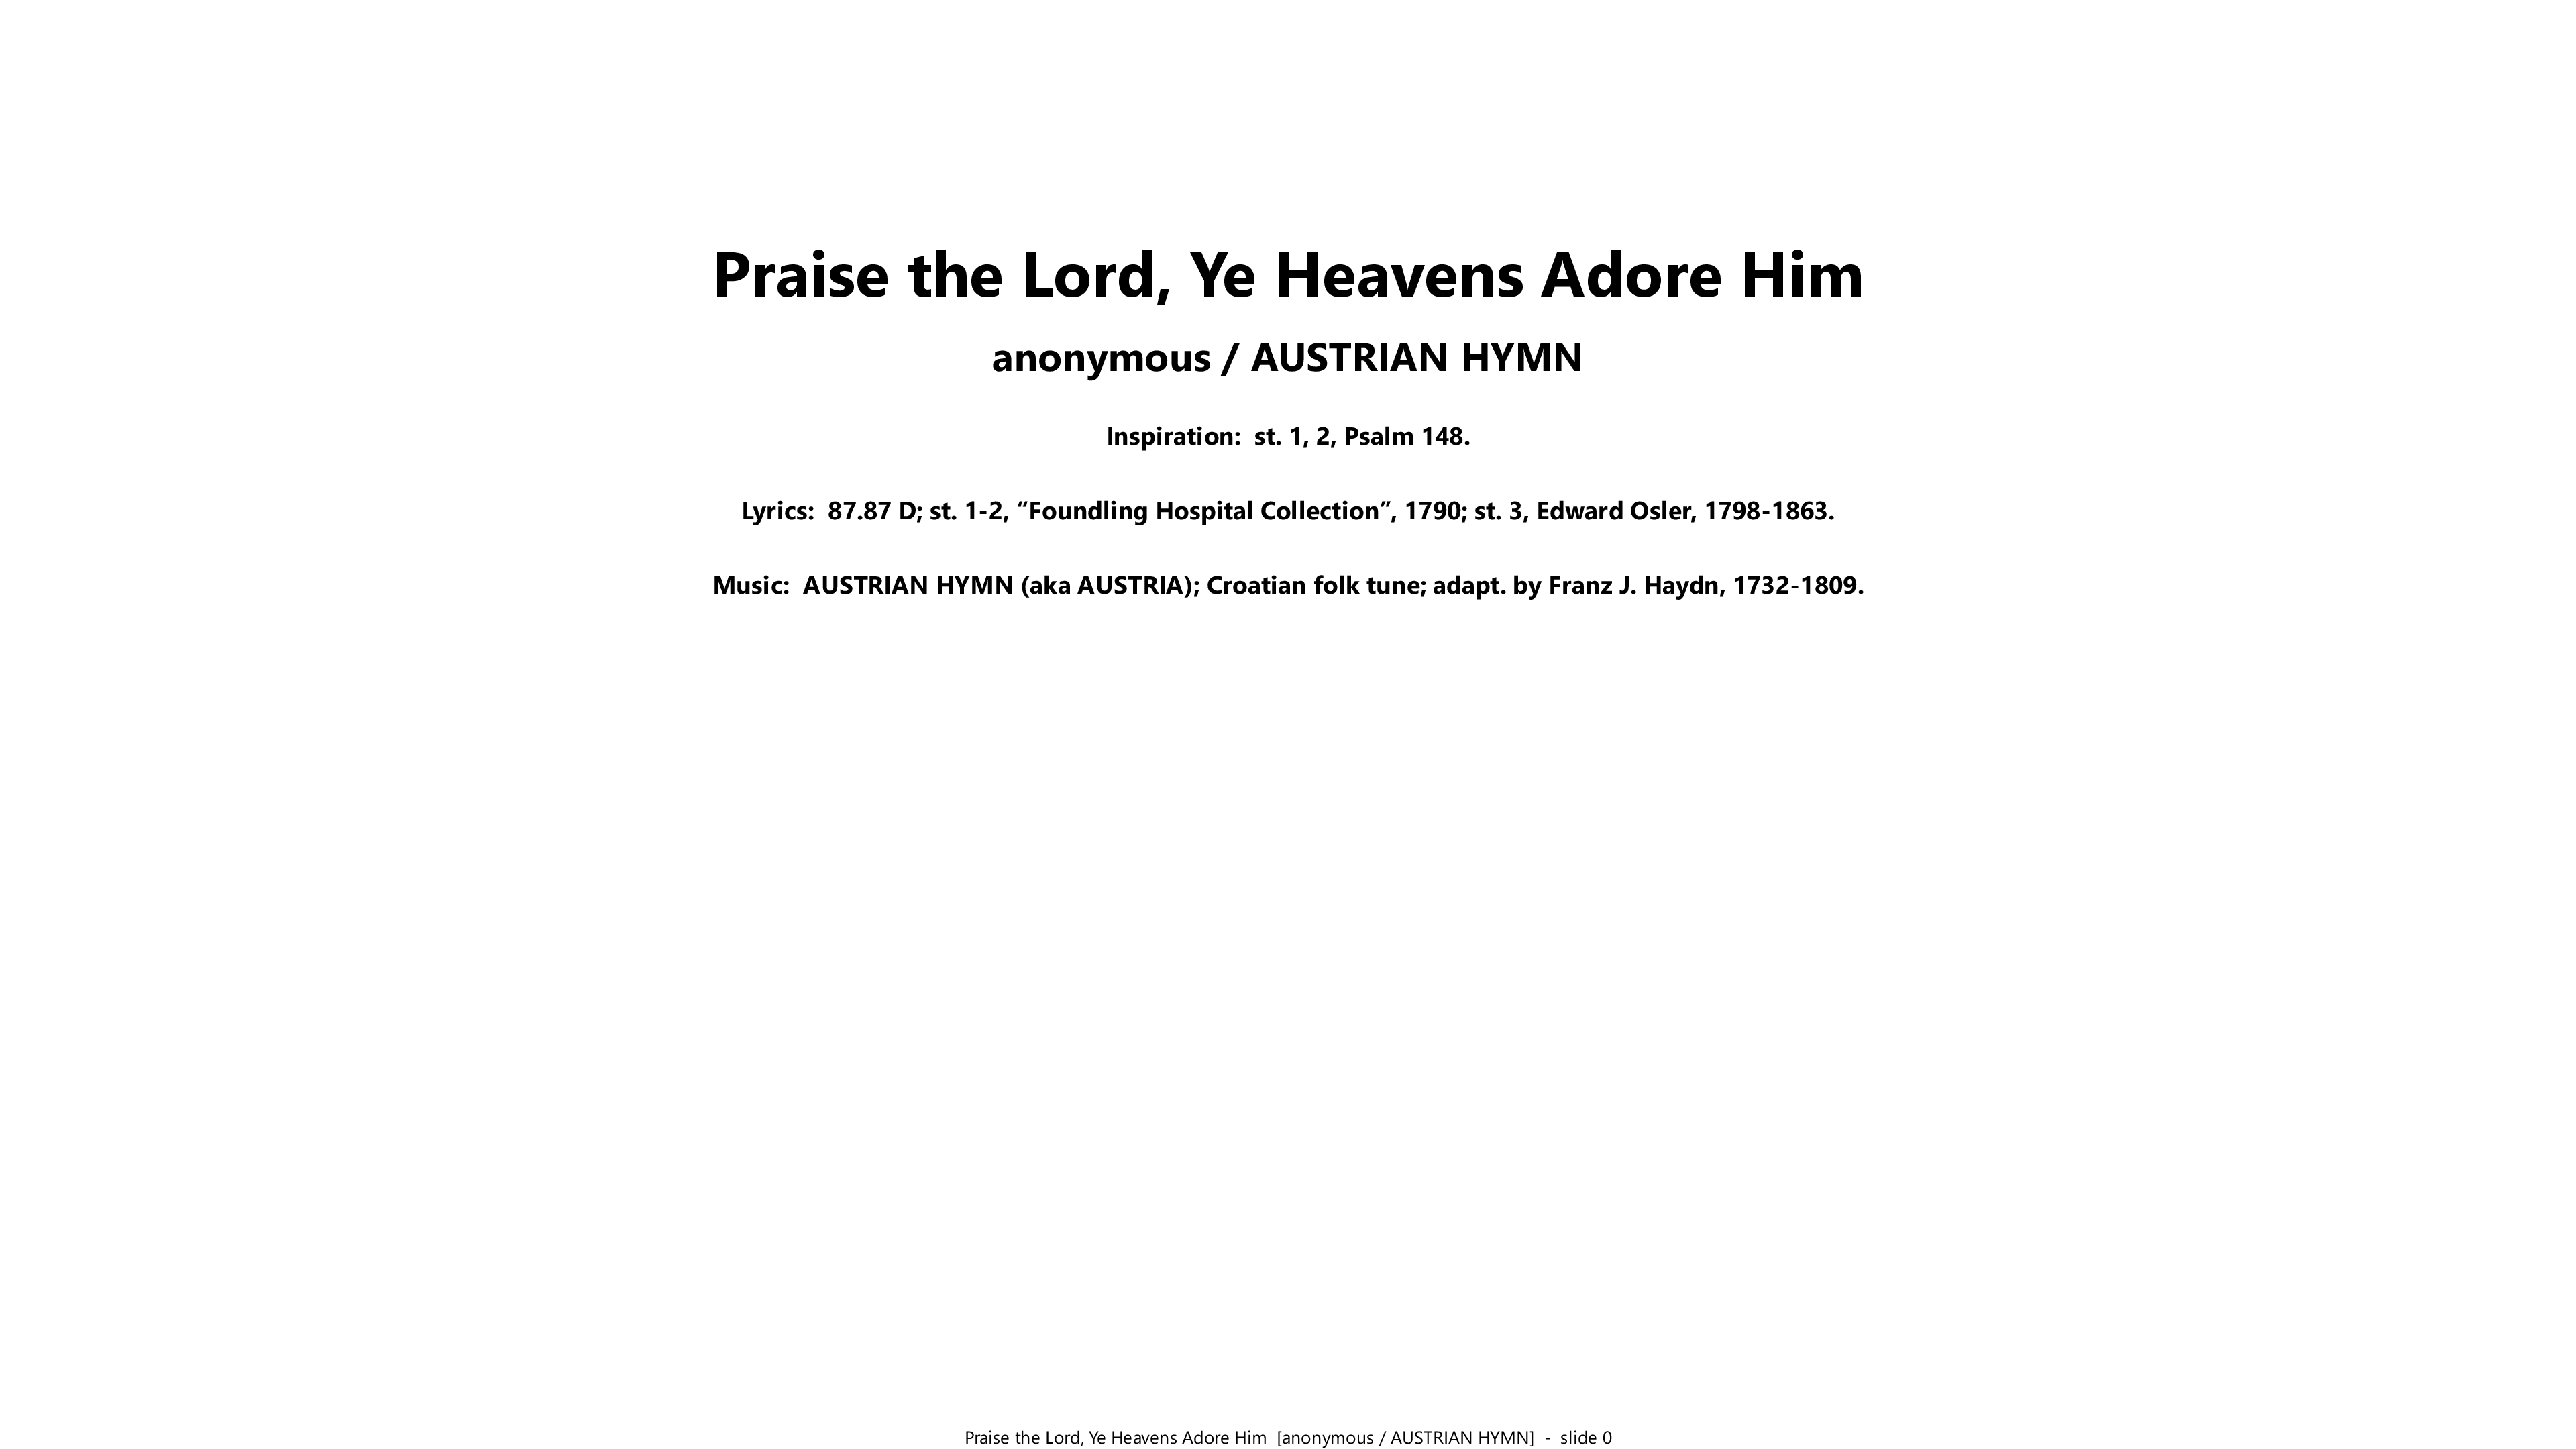 Praise the Lord, Ye Heavens Adore Him
anonymous / AUSTRIAN HYMN
Inspiration:  st. 1, 2, Psalm 148.
Lyrics:  87.87 D; st. 1-2, “Foundling Hospital Collection”, 1790; st. 3, Edward Osler, 1798-1863.
Music:  AUSTRIAN HYMN (aka AUSTRIA); Croatian folk tune; adapt. by Franz J. Haydn, 1732-1809.
Praise the Lord, Ye Heavens Adore Him  [anonymous / AUSTRIAN HYMN]  -  slide 0